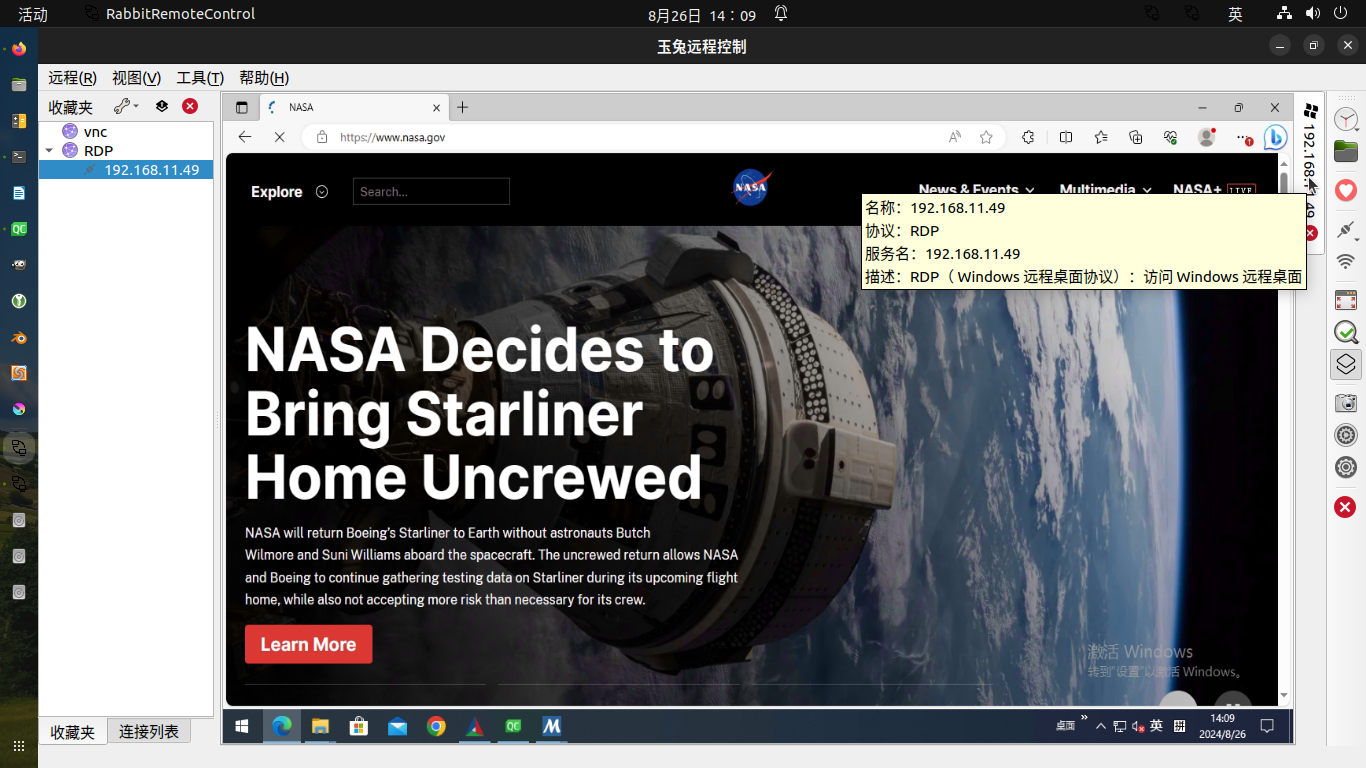 活动
RabbitRemoteControl
8月26日 14：09
英
玉兔远程控制
远程(R) 视图(V) 工具(T) 帮助(H)
收藏夹
vnc
RDP
192.168.11.49
收藏夹
连接列表
NASA
https://www.nasa.gov
Explore
Search...
NASA
News & Events
Multimedia
NASA+ LIVE
名称：192.168.11.49
协议：RDP
服务名：192.168.11.49
描述：RDP（ Windows 远程桌面协议）：访问 Windows 远程桌面
NASA Decides to
Bring Starliner
Home Uncrewed
NASA will return Boeing’s Starliner to Earth without astronauts Butch
Wilmore and Suni Williams aboard the spacecraft. The uncrewed return allows NASA
and Boeing to continue gathering testing data on Starliner during its upcoming flight
home, while also not accepting more risk than necessary for its crew.
Learn More
激活 Windows
转到"设置"以激活 Windows。
桌面
英
14:09
2024/8/26
QC
QC